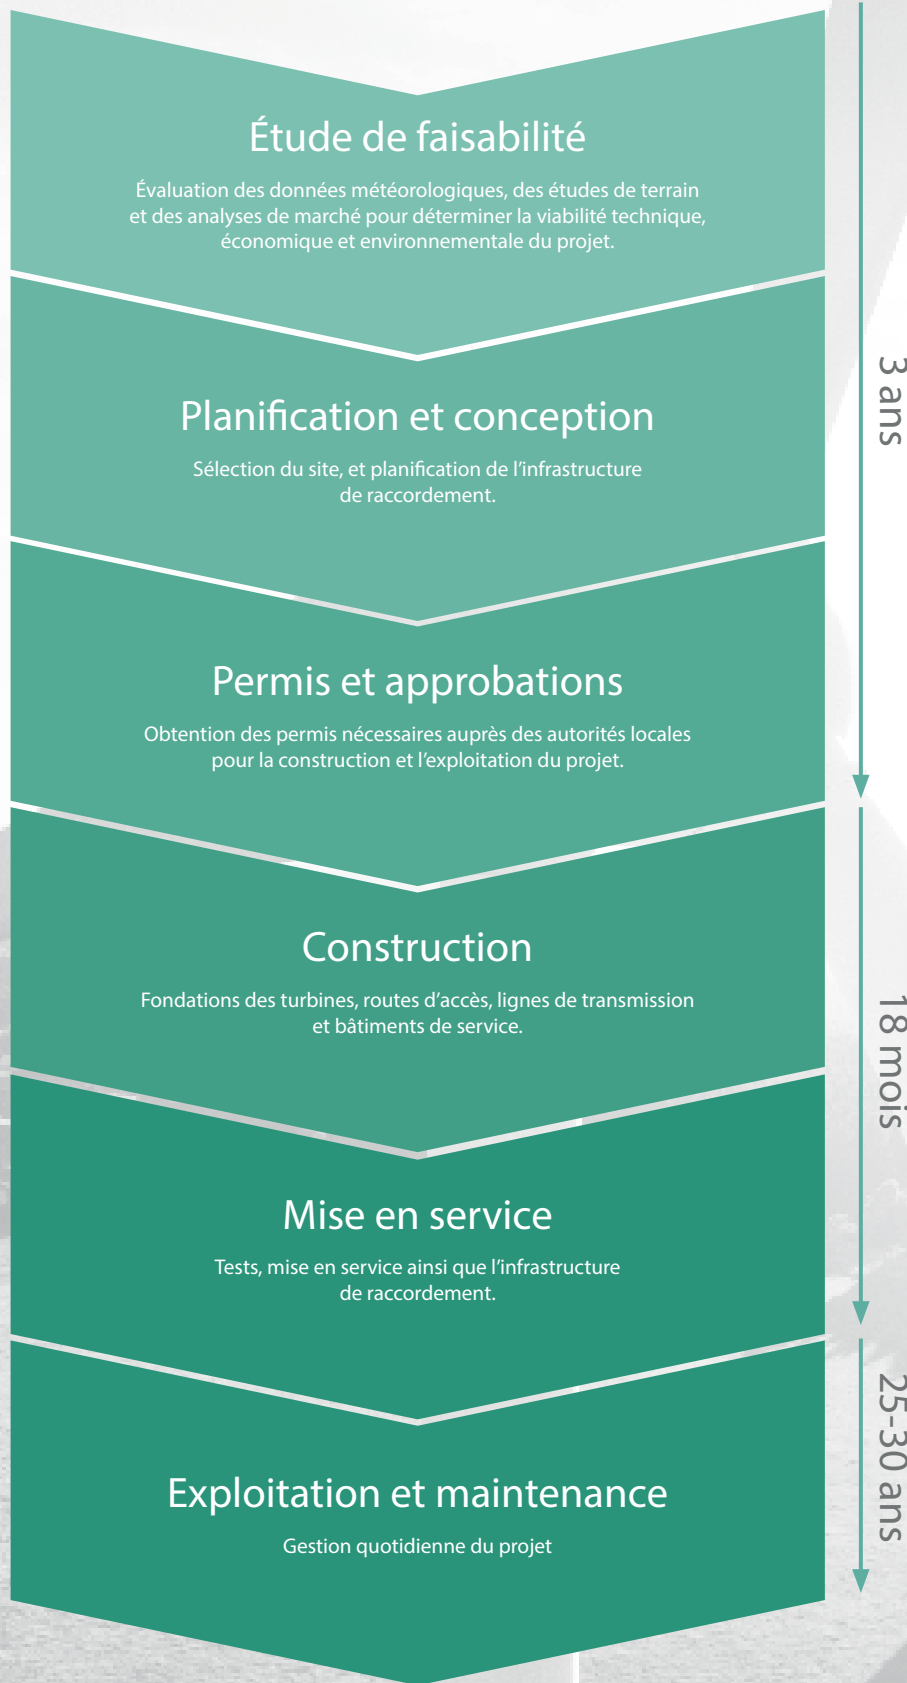 Étude de faisabilité
Évaluation des données météorologiques, des études de terrain
et des analyses de marché pour déterminer la viabilité technique,
économique et environnementale du projet.
Planification et conception
Sélection du site, et planification de l’infrastructure
de raccordement.
3 ans
Permis et approbations
Obtention des permis nécessaires auprès des autorités locales
pour la construction et l’exploitation du projet.
Construction
Fondations des turbines, routes d’accès, lignes de transmission
et bâtiments de service.
18 mois
Mise en service
Tests, mise en service ainsi que l’infrastructure
de raccordement.
Exploitation et maintenance
Gestion quotidienne du projet
25-30 ans